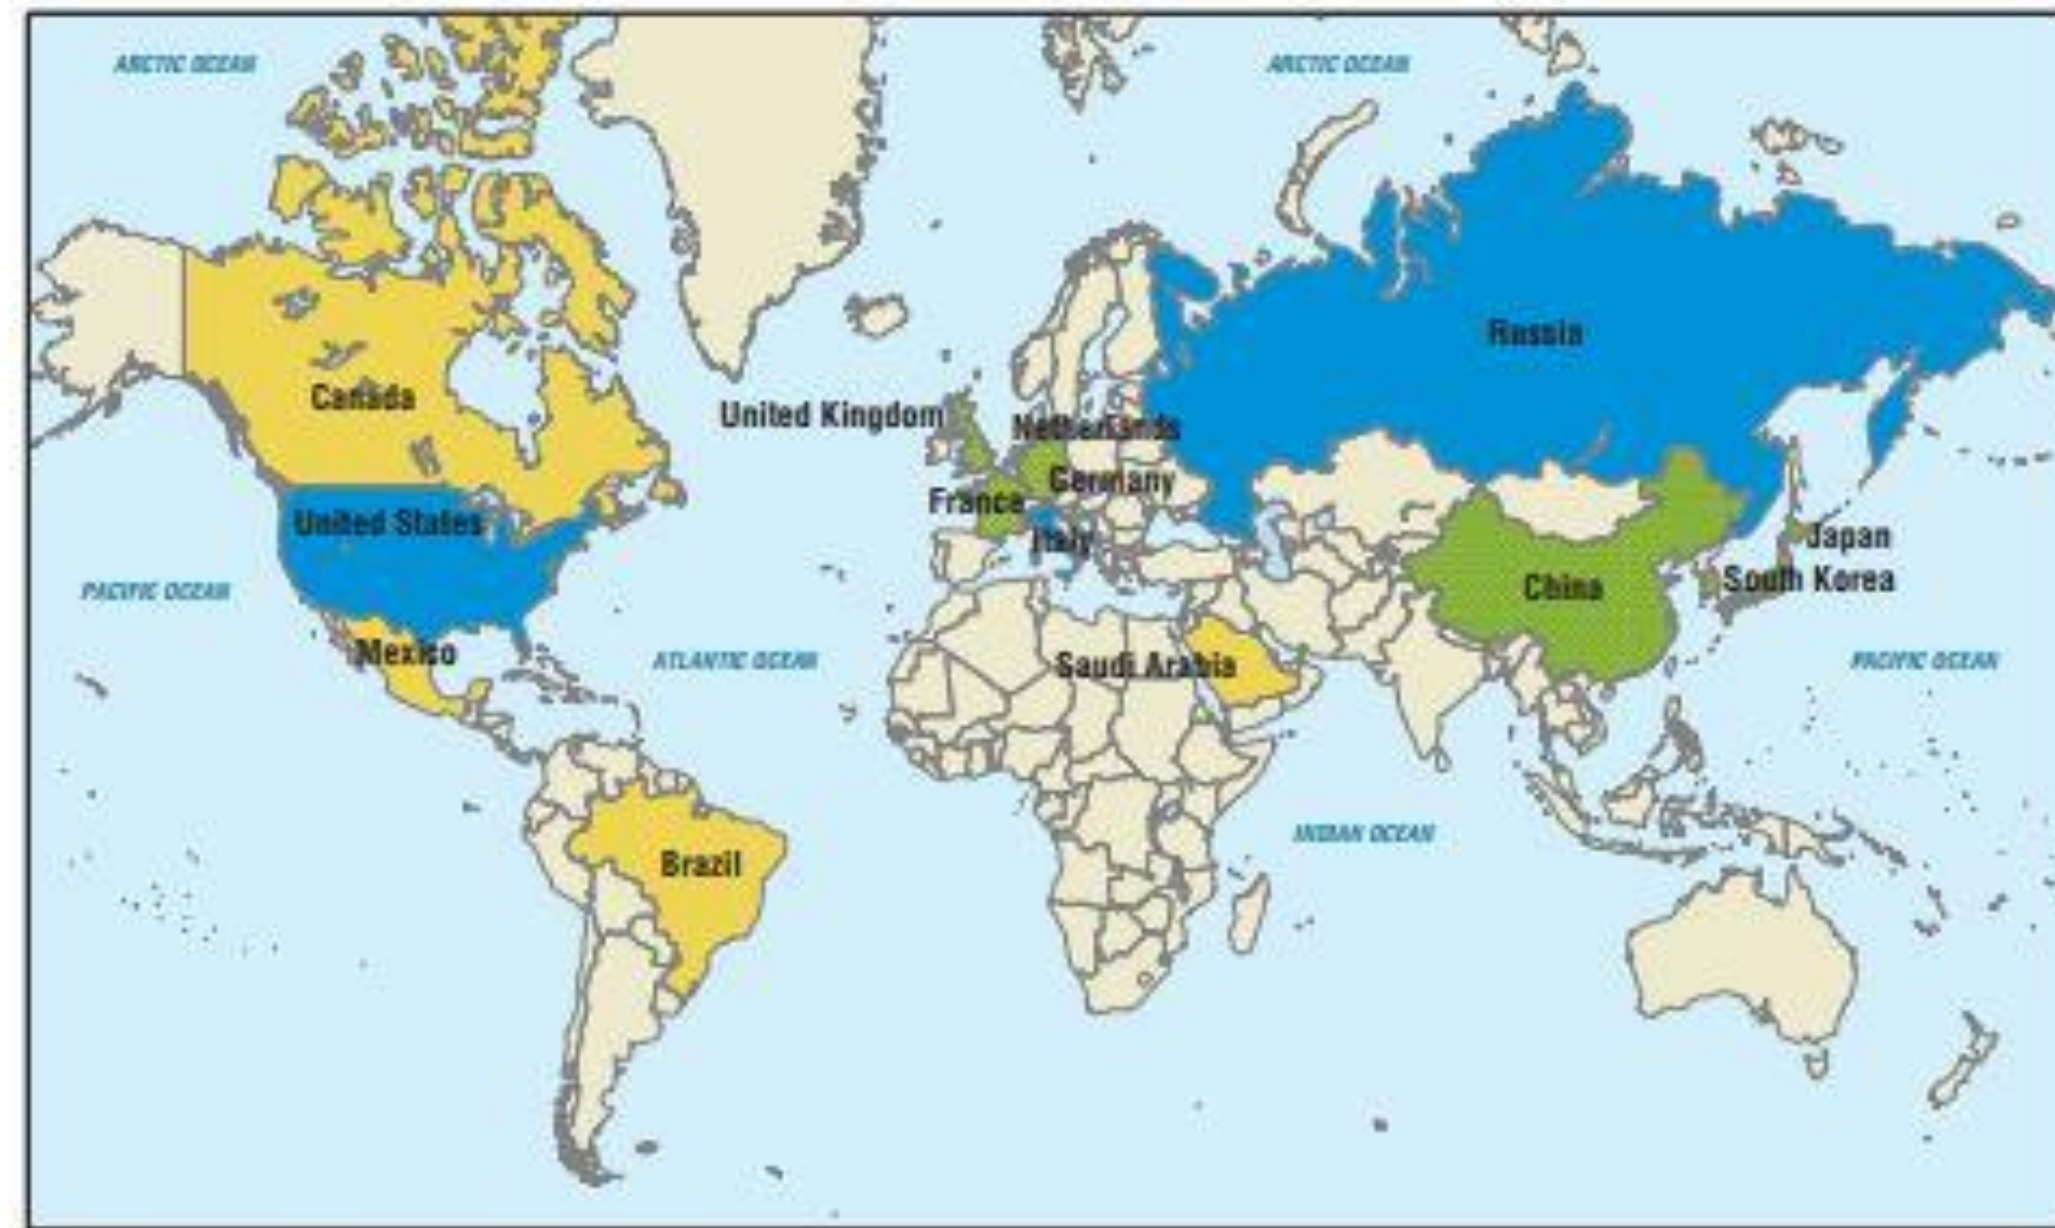 ARCTIC OCEAN
ARCTIC OCEAN
Russia
Canada
United Kingdom
Netherlands
Germany
France
United States
Italy
Japan
South Korea
China
PACIFIC OCEAN
Mexico
ATLANTIC OCEAN
Saudi Arabia
PACIFIC OCEAN
INDIAN OCEAN
Brazil